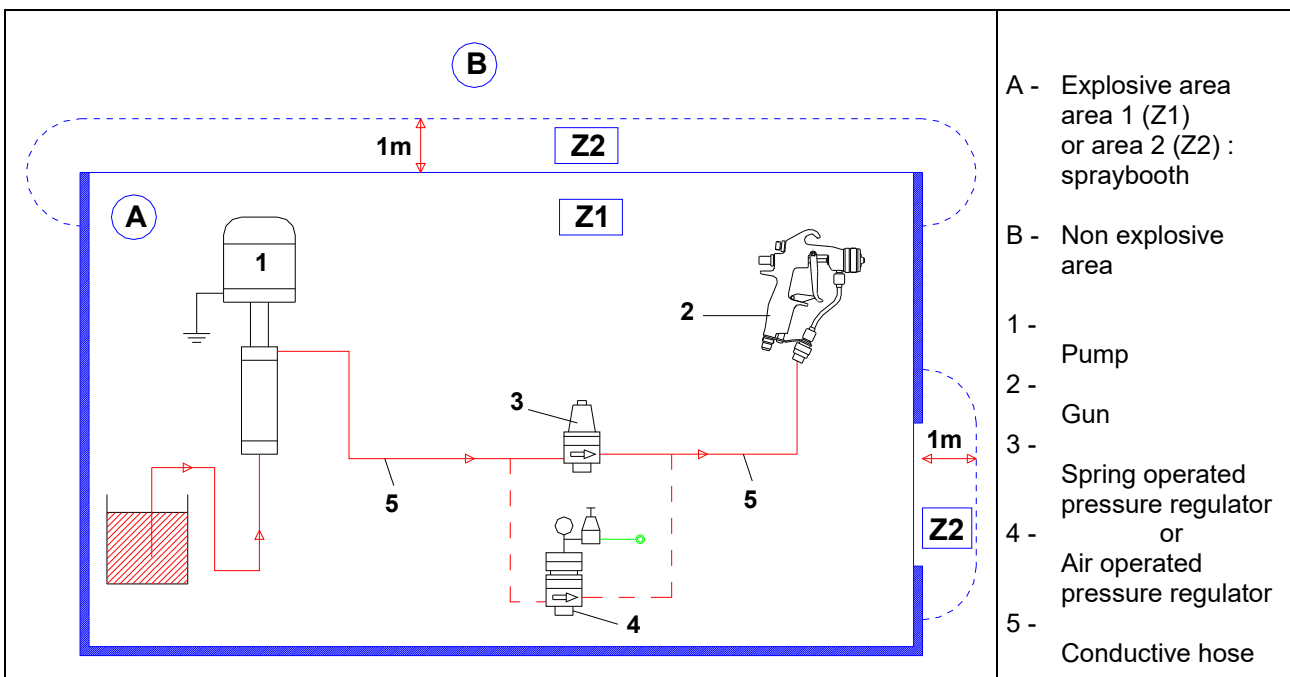 B
1m
Z2
A
Z1
1
2
3
1m
5
5
Z2
4
A - Explosive area
area 1 (Z1)
or area 2 (Z2) :
spraybooth
B - Non explosive
area
1 -
Pump
2 -
Gun
3 -
Spring operated
pressure regulator
4 - or
Air operated
pressure regulator
5 -
Conductive hose